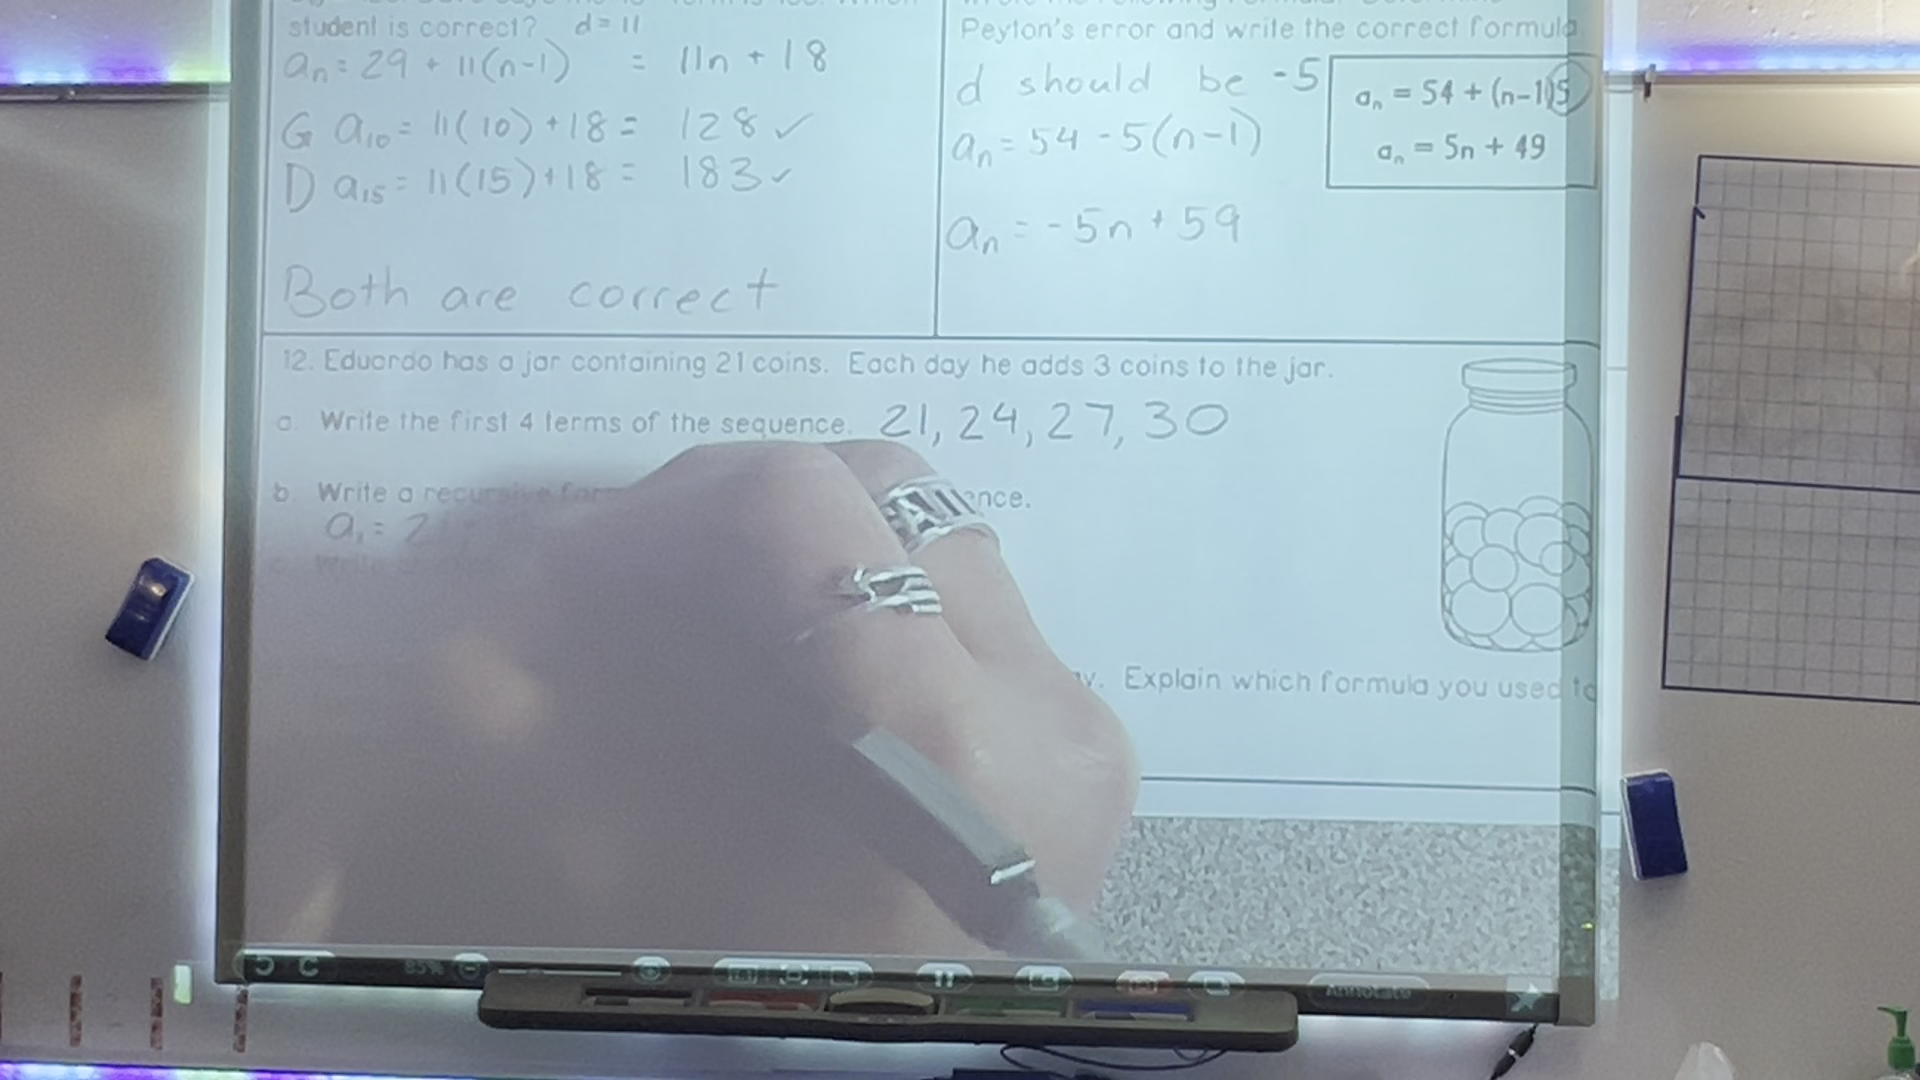 student is correct? d = 11
aₙ = 29 + 11(n-1) = 11n + 18
G a₁₀ = 11(10) + 18 = 128 ✓
D a₁₅ = 11(15) + 18 = 183 ✓
Both are correct
Peyton's error and write the correct formula
d should be -5
aₙ = 54 - 5(n-1)
aₙ = -5n + 59
aₙ = 54 + (n-1)5
aₙ = 5n + 49
12. Eduardo has a jar containing 21 coins. Each day he adds 3 coins to the jar.
a. Write the first 4 terms of the sequence. 21, 24, 27, 30
b. Write a recursive
a₁ = 2
Write
Explain which formula you used to
85%
Annotate